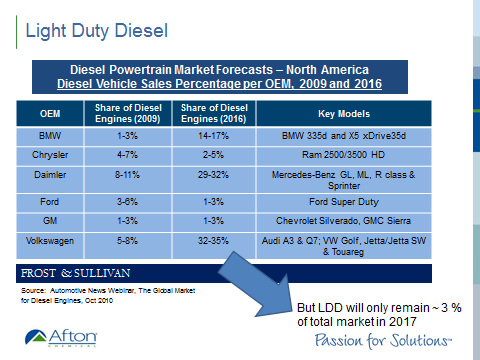 Light Duty Diesel
Diesel Powertrain Market Forecasts – North America
Diesel Vehicle Sales Percentage per OEM, 2009 and 2016
OEM Share of Diesel Engines (2009) Share of Diesel Engines (2016) Key Models
BMW 1-3% 14-17% BMW 335d and X5 xDrive35d
Chrysler 4-7% 2-5% Ram 2500/3500 HD
Daimler 8-11% 29-32% Mercedes-Benz GL, ML, R class & Sprinter
Ford 3-6% 1-3% Ford Super Duty
GM 1-3% 1-3% Chevrolet Silverado, GMC Sierra
Volkswagen 5-8% 32-35% Audi A3 & Q7; VW Golf, Jetta/Jetta SW & Touareg
FROST & SULLIVAN
Source: Automotive News Webinar, The Global Market
for Diesel Engines, Oct 2010
But LDD will only remain ~ 3 %
of total market in 2017
Afton
CHEMICAL
Passion for Solutions™